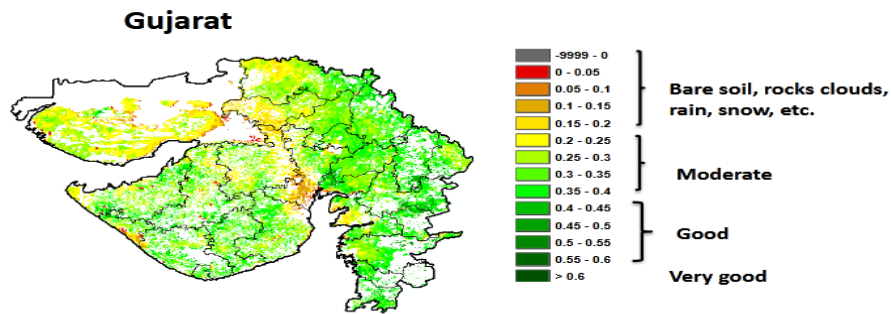 Gujarat
-9999 - 0
0 - 0.05
0.05 - 0.1
0.1 - 0.15
0.15 - 0.2
0.2 - 0.25
0.25 - 0.3
0.3 - 0.35
0.35 - 0.4
0.4 - 0.45
0.45 - 0.5
0.5 - 0.55
0.55 - 0.6
> 0.6
Bare soil, rocks clouds,
rain, snow, etc.
Moderate
Good
Very good